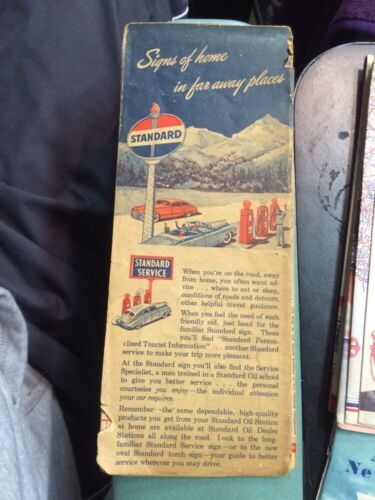 Signs of home
in far away places
STANDARD
STANDARD
SERVICE
When you're on the road, away
from home, you often want ad-
vice . . . where to eat or sleep,
conditions of roads and detours,
other helpful travel guidance.
When you feel the need of such
friendly aid, just head for the
familiar Standard sign. There
you'll find "Standard Person-
alized Tourist Information" . . . another Standard
service to make your trip more pleasant.
At the Standard sign you'll also find the Service
Specialist, a man trained in a Standard Oil school
to give you better service . . . the personal
courtesies you enjoy—the individual attention
your car requires.
Remember—the same dependable, high-quality
products you get from your Standard Oil Station
at home are available at Standard Oil Dealer
Stations all along the road. Look to the long-
familiar Standard Service sign—or to the new
oval Standard torch sign—your guide to better
service wherever you may drive.
Ne